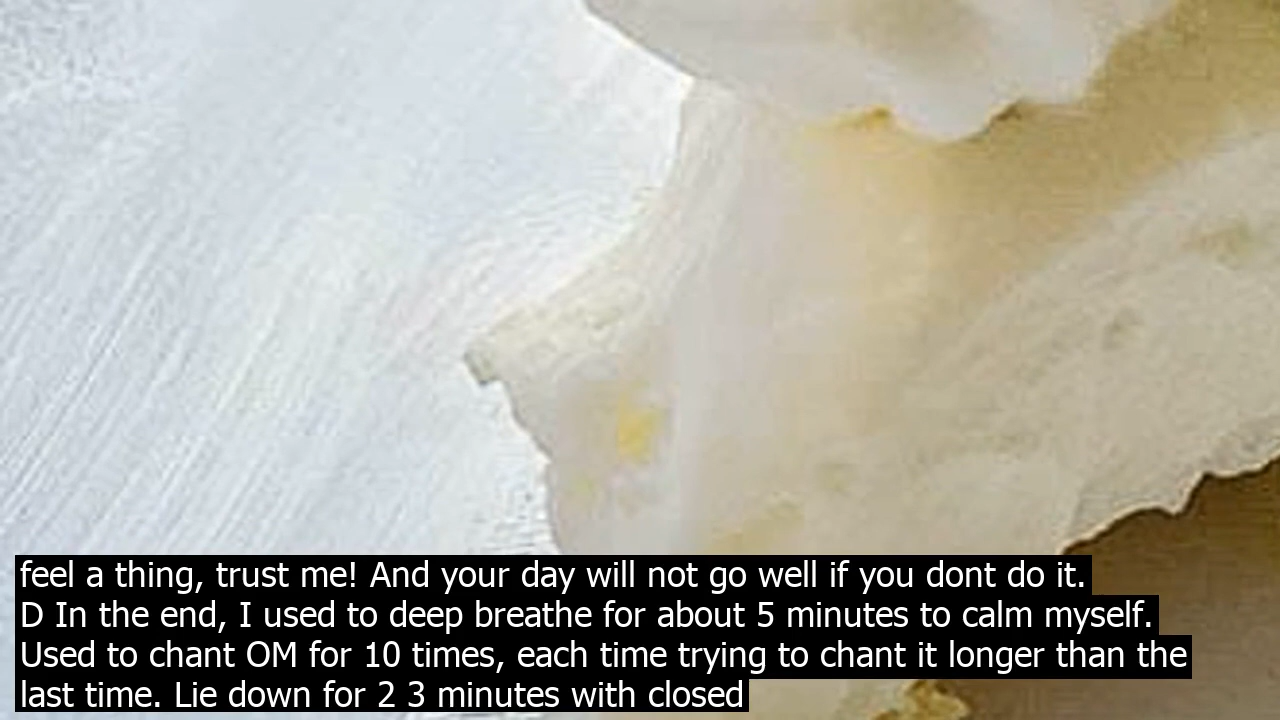 feel a thing, trust me! And your day will not go well if you dont do it.
D In the end, I used to deep breathe for about 5 minutes to calm myself.
Used to chant OM for 10 times, each time trying to chant it longer than the
last time. Lie down for 2 3 minutes with closed